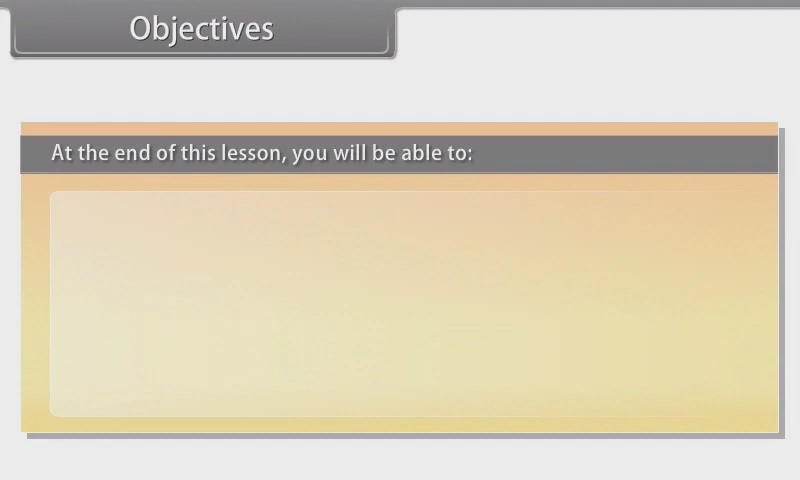 Objectives
At the end of this lesson, you will be able to: